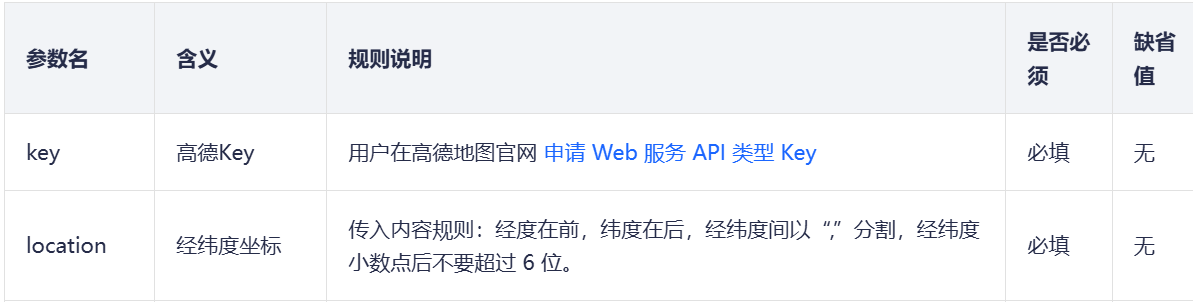 参数名 含义 规则说明 是否必须 缺省值
key 高德Key 用户在高德地图官网 申请 Web 服务 API 类型 Key 必填 无
location 经纬度坐标 传入内容规则：经度在前，纬度在后，经纬度间以“,”分割，经纬度
小数点后不要超过 6 位。 必填 无